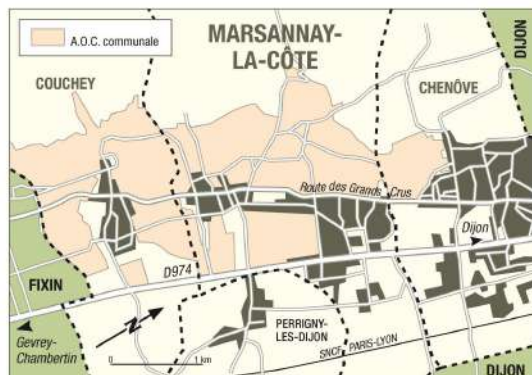 A.O.C. communale
MARSANNAY-
LA-CÔTE
DIJON
COUCHEY
CHENÔVE
Route des Grands Crus
Dijon
D974
FIXIN
N
Gevrey-
Chambertin
0 1 km
PERRIGNY-
LES-DIJON
SNCF PARIS-LYON
DIJON